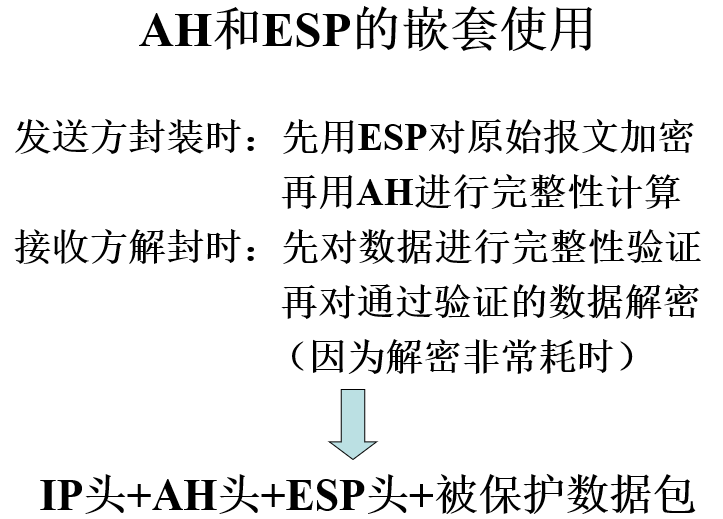 AH和ESP的嵌套使用
发送方封装时：先用ESP对原始报文加密
再用AH进行完整性计算
接收方解封时：先对数据进行完整性验证
再对通过验证的数据解密
（因为解密非常耗时）
IP头+AH头+ESP头+被保护数据包